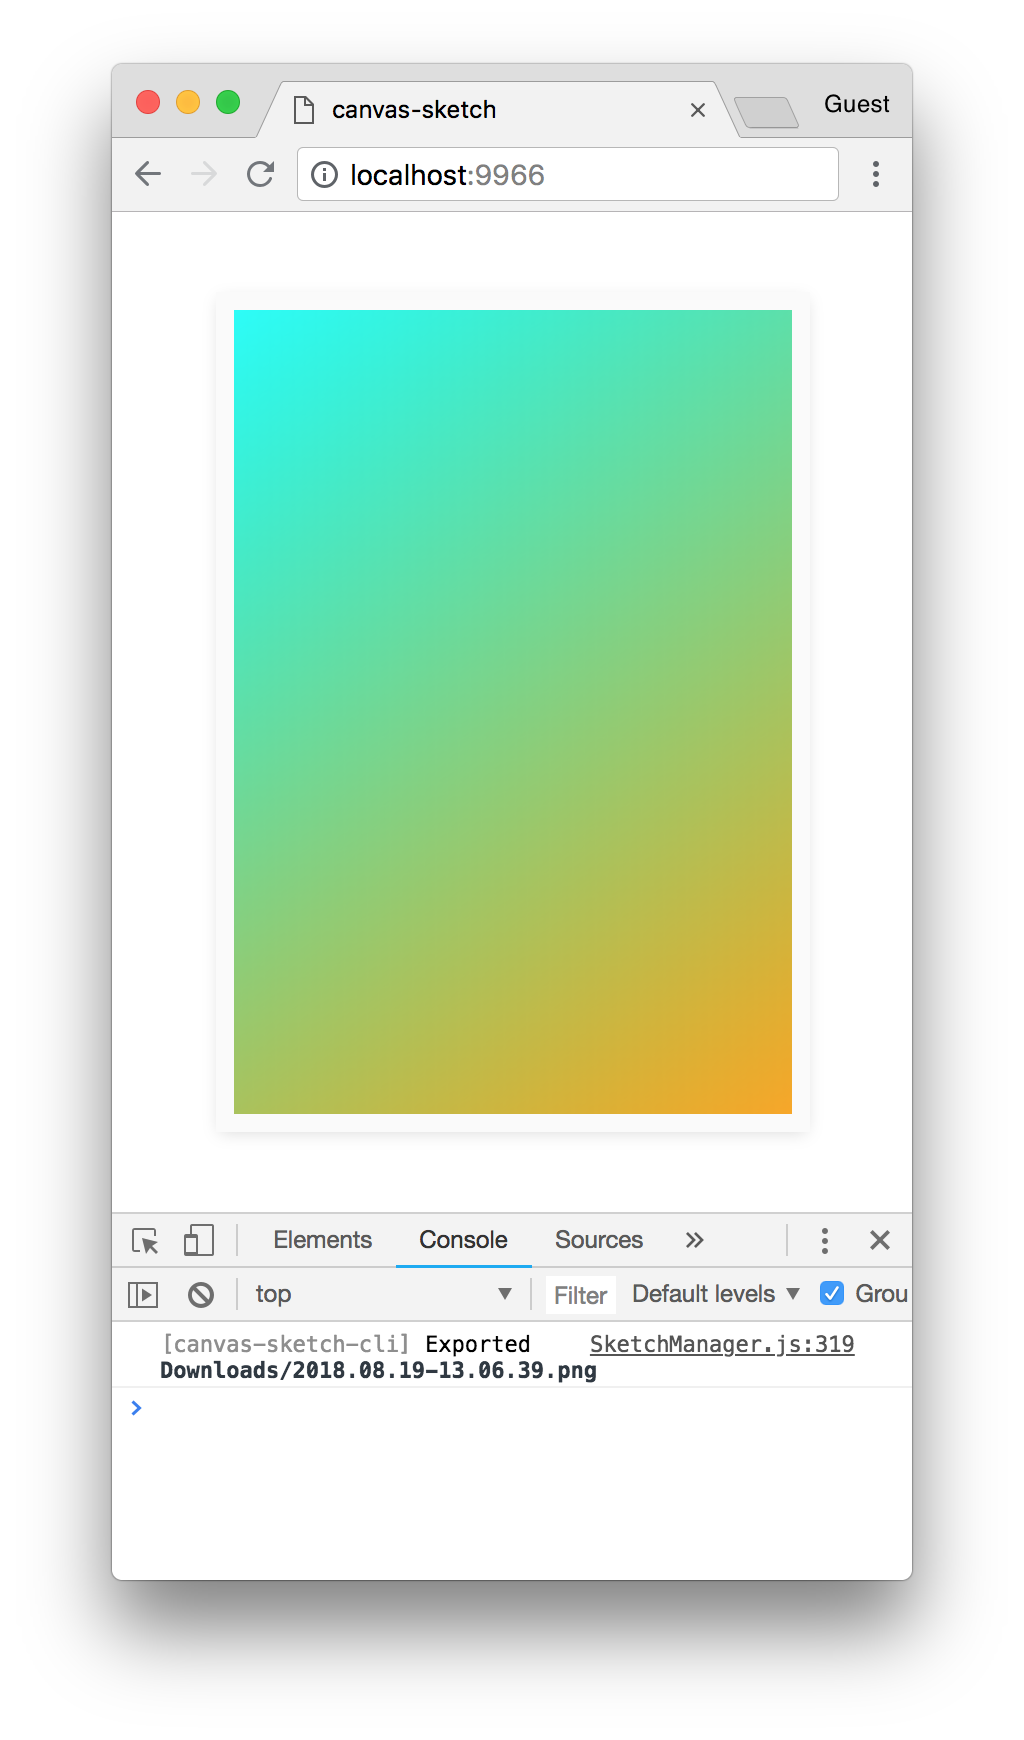 canvas-sketch
Guest
localhost:9966
Elements Console Sources
top Filter Default levels Grou
[canvas-sketch-cli] Exported SketchManager.js:319
Downloads/2018.08.19-13.06.39.png